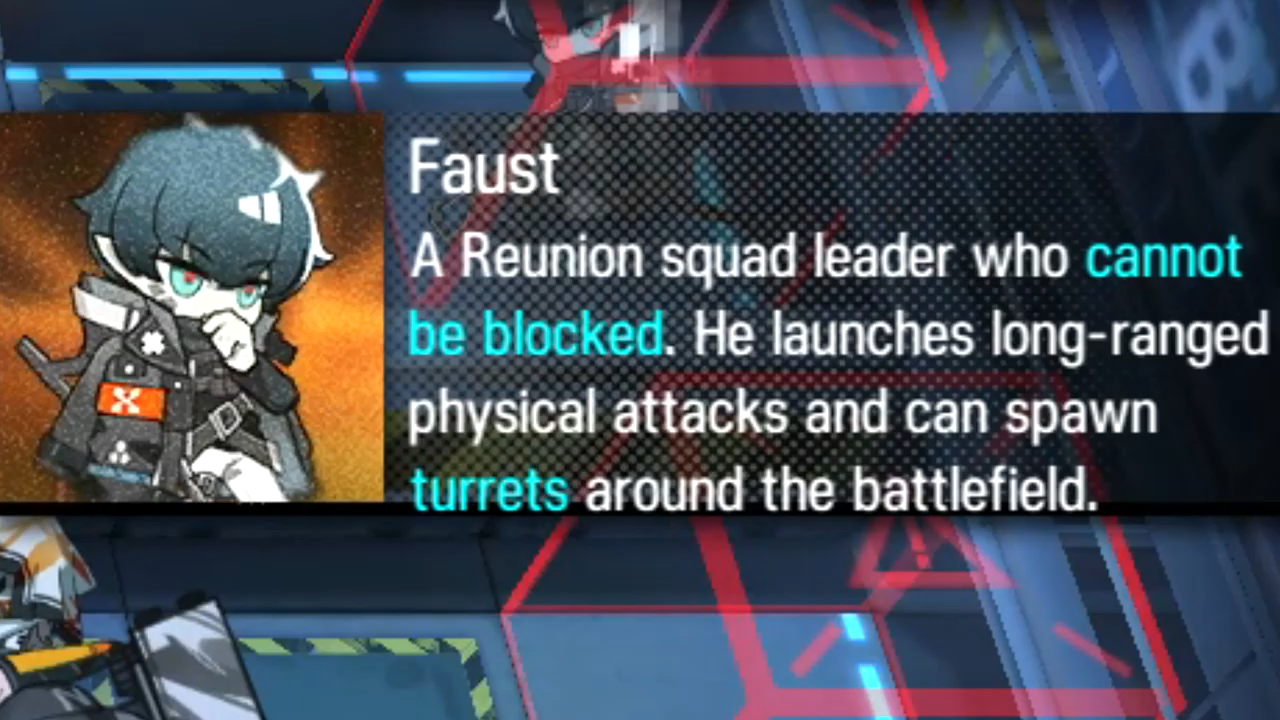 Faust
A Reunion squad leader who cannot
be blocked. He launches long-ranged
physical attacks and can spawn
turrets around the battlefield.